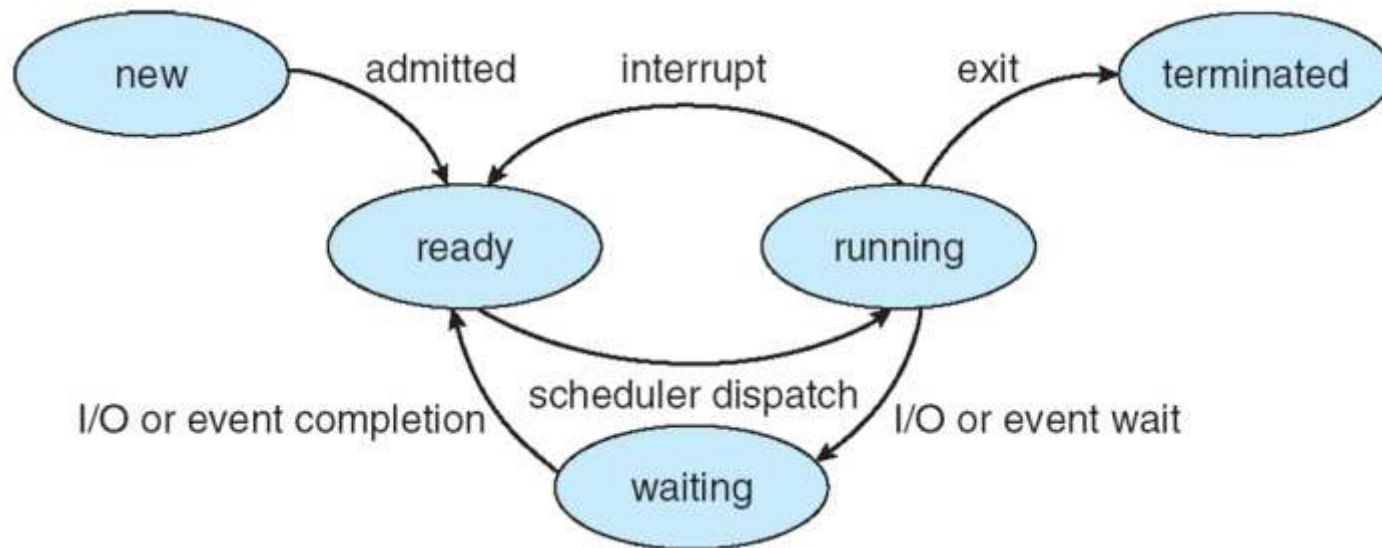 new
admitted
interrupt
exit
terminated
ready
running
scheduler dispatch
I/O or event completion
I/O or event wait
waiting